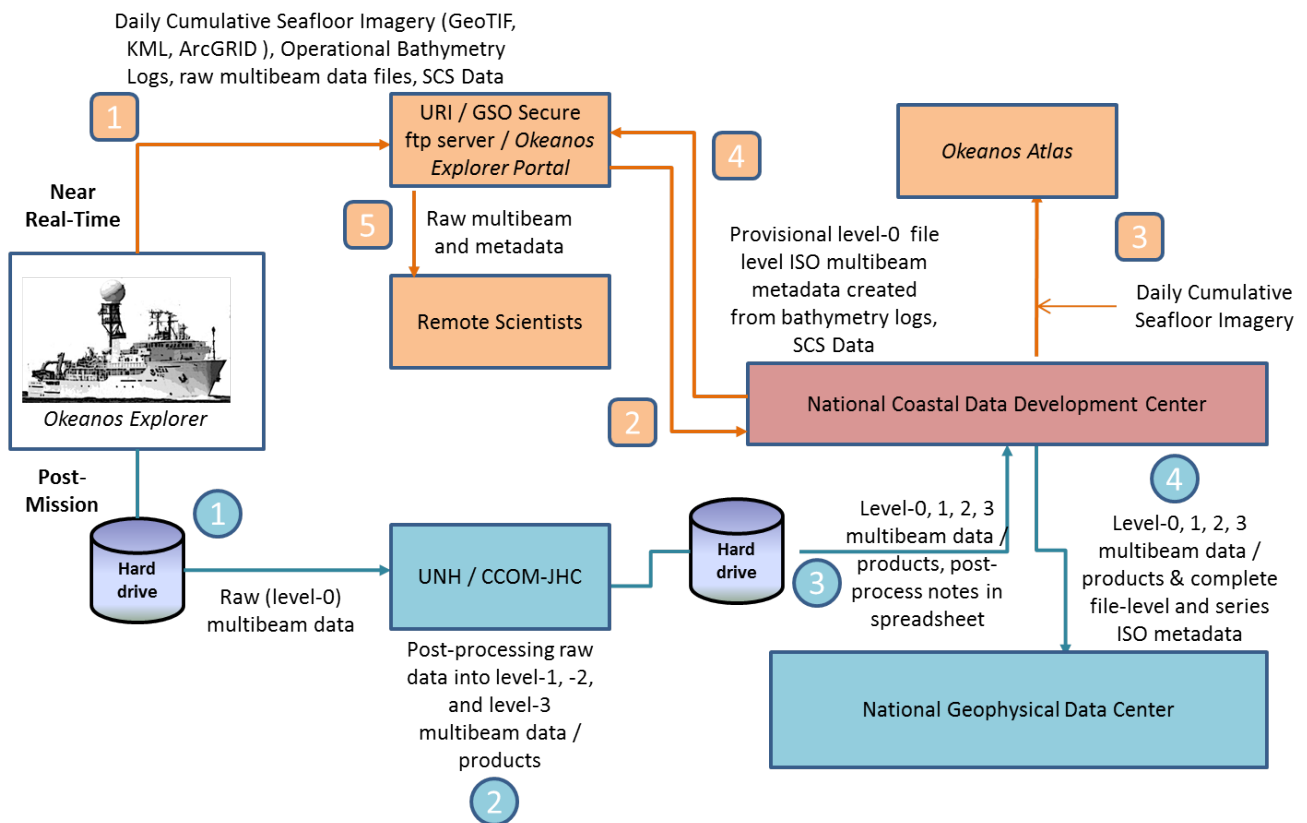 Daily Cumulative Seafloor Imagery (GeoTIF,
KML, ArcGRID ), Operational Bathymetry
Logs, raw multibeam data files, SCS Data
1
URI / GSO Secure
ftp server / Okeanos
Explorer Portal
4
Okeanos Atlas
Near
Real-Time
5
Raw multibeam
and metadata
3
Provisional level-0 file
level ISO multibeam
metadata created
from bathymetry logs,
SCS Data
Daily Cumulative
Seafloor Imagery
Remote Scientists
Okeanos Explorer
2
National Coastal Data Development Center
Post-
Mission
1
Hard
drive
Raw (level-0)
multibeam data
UNH / CCOM-JHC
Post-processing raw
data into level-1, -2,
and level-3
multibeam data /
products
2
Hard
drive
3
Level-0, 1, 2, 3
multibeam data /
products, post-
process notes in
spreadsheet
4
Level-0, 1, 2, 3
multibeam data /
products & complete
file-level and series
ISO metadata
National Geophysical Data Center